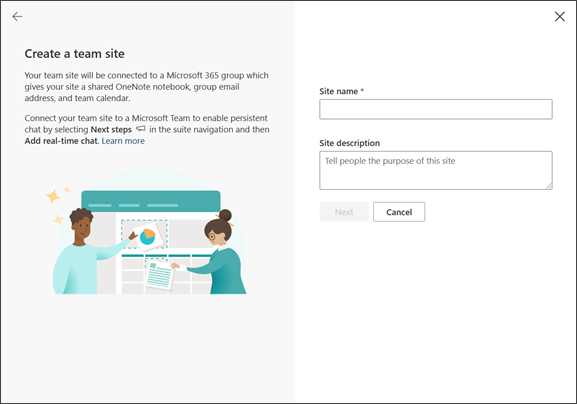 Create a team site
Your team site will be connected to a Microsoft 365 group which
gives your site a shared OneNote notebook, group email
address, and team calendar.
Connect your team site to a Microsoft Team to enable persistent
chat by selecting Next steps in the suite navigation and then
Add real-time chat. Learn more
Site name *
Site description
Tell people the purpose of this site
Next
Cancel